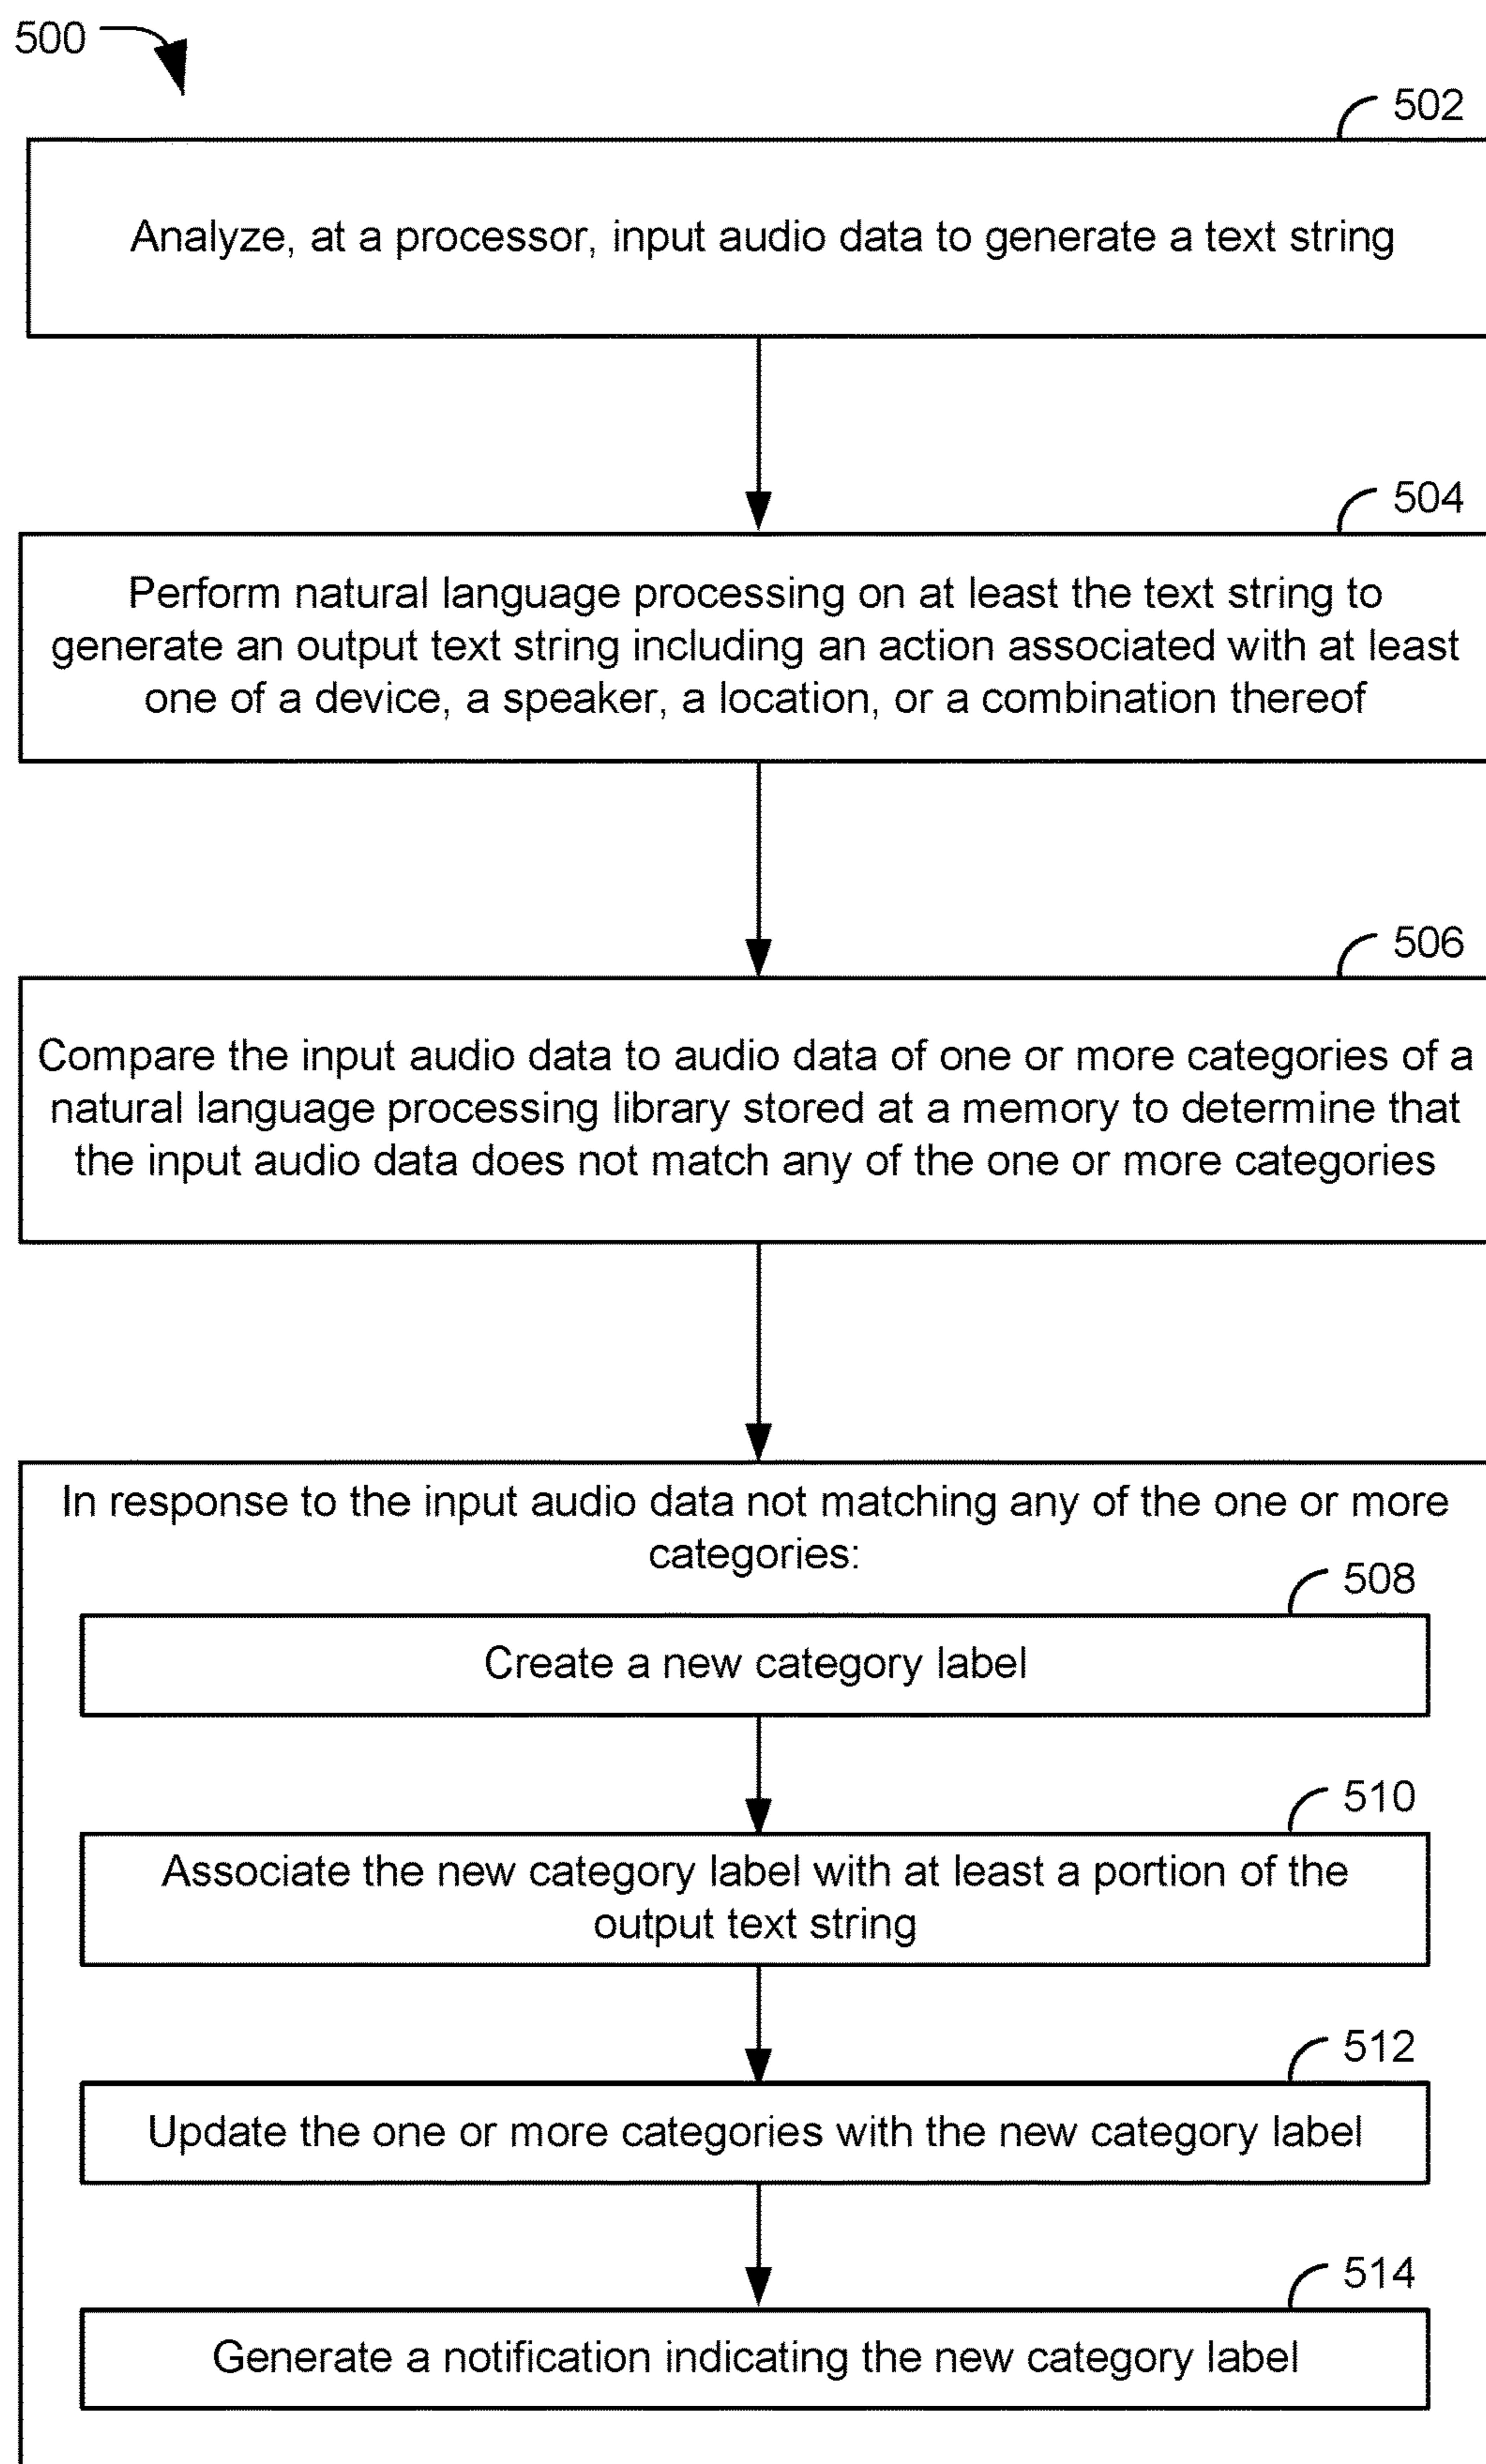 500
502
Analyze, at a processor, input audio data to generate a text string
504
Perform natural language processing on at least the text string to
generate an output text string including an action associated with at least
one of a device, a speaker, a location, or a combination thereof
506
Compare the input audio data to audio data of one or more categories of a
natural language processing library stored at a memory to determine that
the input audio data does not match any of the one or more categories
In response to the input audio data not matching any of the one or more
categories:
508
Create a new category label
510
Associate the new category label with at least a portion of the
output text string
512
Update the one or more categories with the new category label
514
Generate a notification indicating the new category label